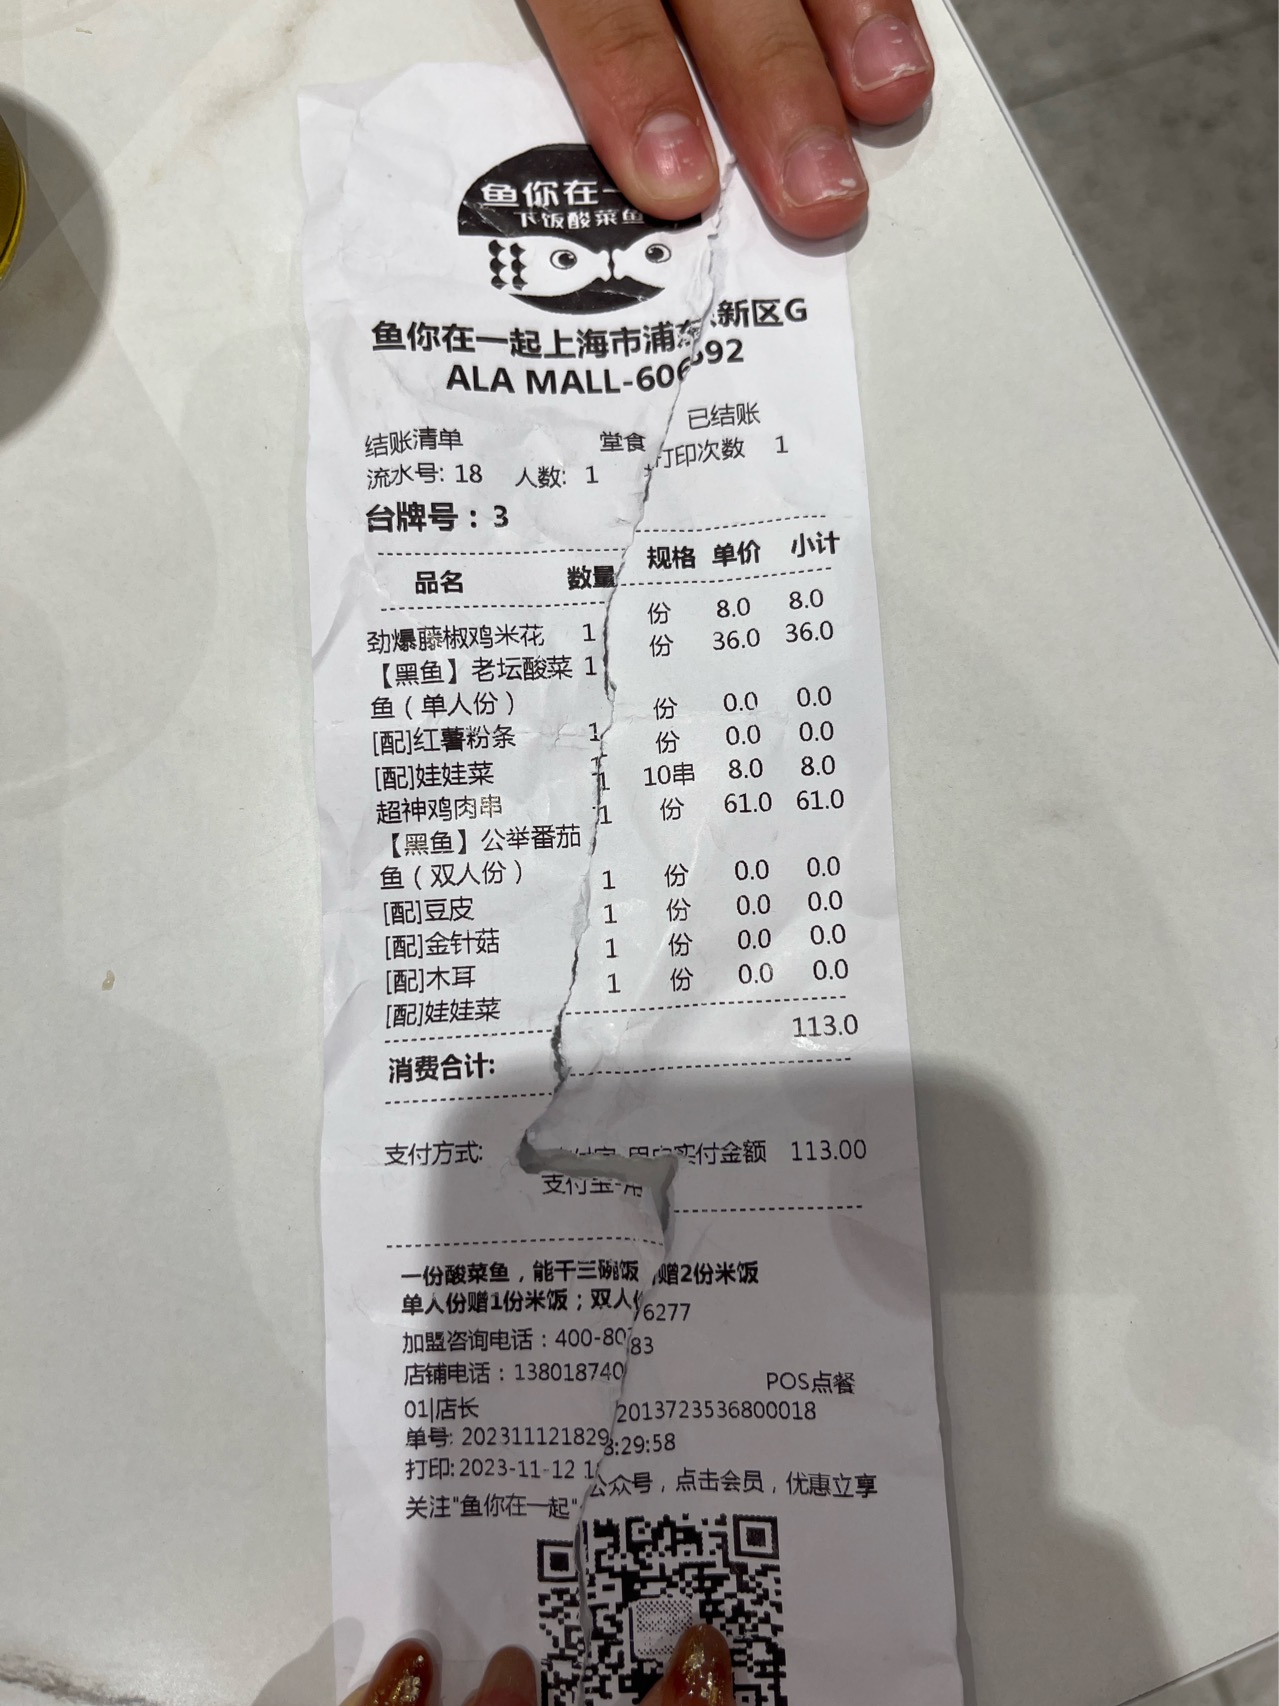 鱼你在一
下饭酸菜鱼
鱼你在一起上海市浦东新区G
ALA MALL-606692
已结账
结账清单 堂食
流水号: 18 人数: 1 打印次数 1
台牌号：3
品名 数量 规格 单价 小计
劲爆藤椒鸡米花 1 份 8.0 8.0
【黑鱼】老坛酸菜 1 份 36.0 36.0
鱼（单人份）
[配]红薯粉条 1 份 0.0 0.0
[配]娃娃菜 1 份 0.0 0.0
超神鸡肉串 1 10串 8.0 8.0
【黑鱼】公举番茄 1 份 61.0 61.0
鱼（双人份）
[配]豆皮 1 份 0.0 0.0
[配]金针菇 1 份 0.0 0.0
[配]木耳 1 份 0.0 0.0
[配]娃娃菜 1 份 0.0 0.0
消费合计: 113.0
支付方式: 支付宝-用户实付金额 113.00
一份酸菜鱼，能干三碗饭
单人份赠1份米饭；双人份赠2份米饭
加盟咨询电话：400-80 6277
店铺电话：13801874083
01|店长 POS点餐
单号: 202311121829 2013723536800018
打印: 2023-11-12 18:29:58
关注"鱼你在一起"公众号，点击会员，优惠立享